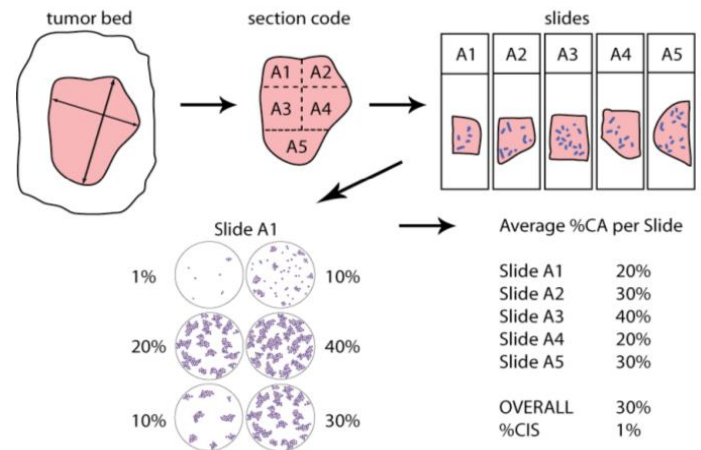 tumor bed
section code
slides
A1 A2
A3 A4
A5
A1 A2 A3 A4 A5
Slide A1
1% 10%
20% 40%
10% 30%
Average %CA per Slide
Slide A1 20%
Slide A2 30%
Slide A3 40%
Slide A4 20%
Slide A5 30%
OVERALL 30%
%CIS 1%